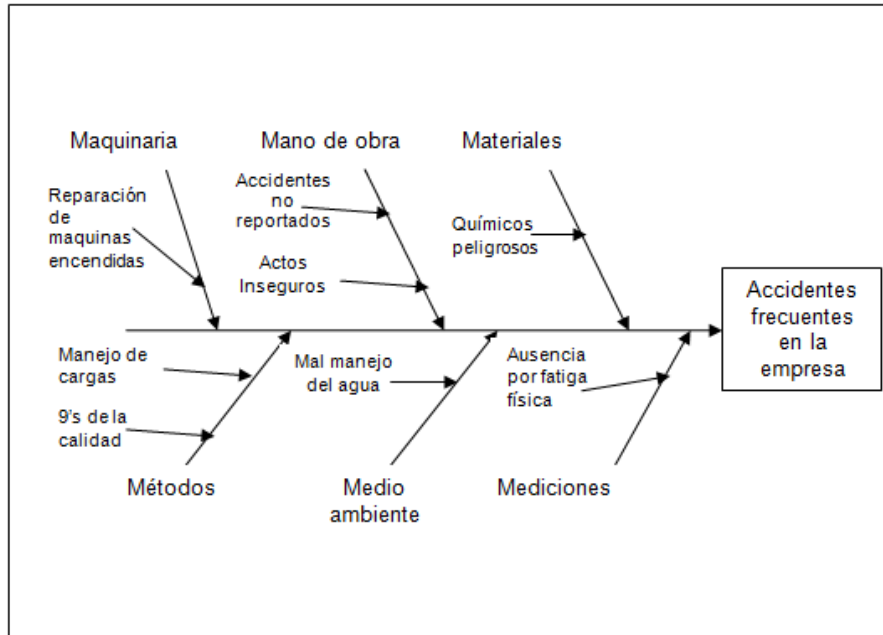 Maquinaria
Mano de obra
Materiales
Reparación
de
maquinas
encendidas
Accidentes
no
reportados
Actos
Inseguros
Químicos
peligrosos
Accidentes
frecuentes
en la
empresa
Manejo de
cargas
9's de la
calidad
Mal manejo
del agua
Ausencia
por fatiga
física
Métodos
Medio
ambiente
Mediciones